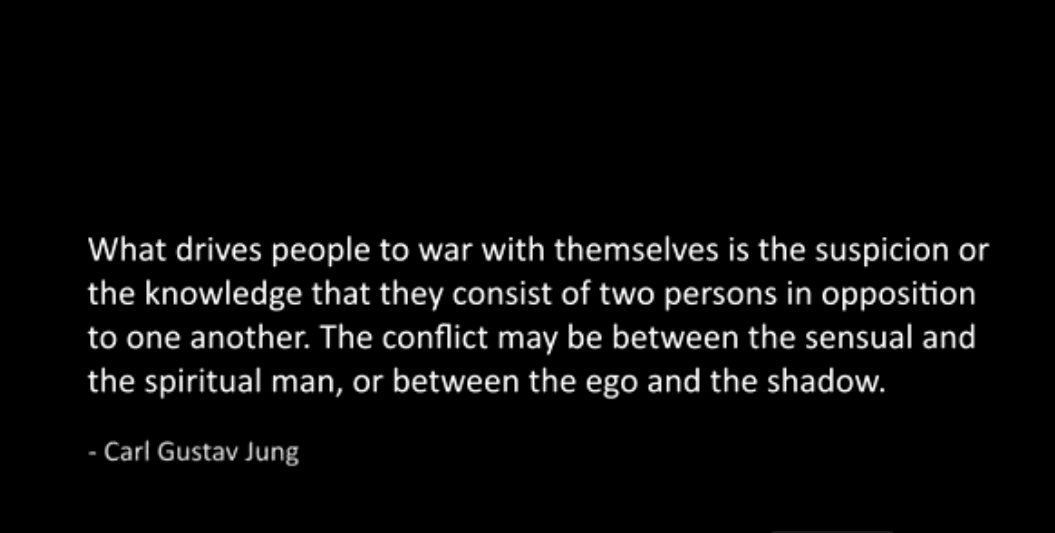 What drives people to war with themselves is the suspicion or
the knowledge that they consist of two persons in opposition
to one another. The conflict may be between the sensual and
the spiritual man, or between the ego and the shadow.
- Carl Gustav Jung